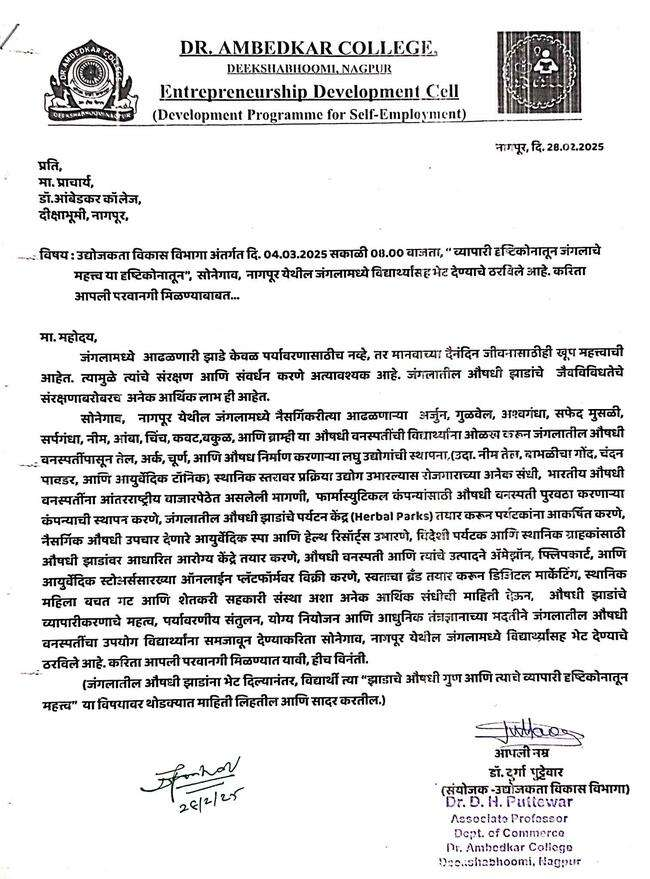 DR. AMBEDKAR COLLEGE,
DEEKSHABHOOMI, NAGPUR
Entrepreneurship Development Cell
(Development Programme for Self-Employment)
DR. AMBEDKAR COLLEGE
DEEKSHABHOOMI NAGPUR
नागपूर, दि. 28.02.2025
प्रति,
मा. प्राचार्य,
डॉ.आंबेडकर कॉलेज,
दीक्षाभूमी, नागपूर,
विषय : उद्योजकता विकास विभागा अंतर्गत दि. 04.03.2025 सकाळी 08.00 वाजता, “ व्यापारी दृष्टिकोनातून जंगलाचे
महत्त्व या दृष्टिकोनातून”, सोनेगाव, नागपूर येथील जंगलामध्ये विद्यार्थ्यांसह भेट देण्याचे ठरविले आहे. करिता
आपली परवानगी मिळण्याबाबत...
मा. महोदय,
जंगलामध्ये आढळणारी झाडे केवळ पर्यावरणासाठीच नव्हे, तर मानवाच्या दैनंदिन जीवनासाठीही खूप महत्त्वाची
आहेत. त्यामुळे त्यांचे संरक्षण आणि संवर्धन करणे अत्यावश्यक आहे. जंगलातील औषधी झाडांचे जैवविविधतेचे
संरक्षणाबरोबरच अनेक आर्थिक लाभ ही आहेत.
सोनेगाव, नागपूर येथील जंगलामध्ये नैसर्गिकरीत्या आढळणाऱ्या अर्जुन, गुळवेल, अश्वगंधा, सफेद मुसळी,
सर्पगंधा, नीम, आंबा, चिंच, कवट,बकुळ, आणि ब्राम्ही या औषधी वनस्पतींची विद्यार्थ्यांना ओळख करून जंगलातील औषधी
वनस्पतींपासून तेल, अर्क, चूर्ण, आणि औषध निर्माण करणाऱ्या लघु उद्योगांची स्थापना,(उदा. नीम तेल, बाभळीचा गोंद, चंदन
पावडर, आणि आयुर्वेदिक टॉनिक) स्थानिक स्तरावर प्रक्रिया उद्योग उभारल्यास रोजगाराच्या अनेक संधी, भारतीय औषधी
वनस्पतींना आंतरराष्ट्रीय बाजारपेठेत असलेली मागणी, फार्मास्युटिकल कंपन्यांसाठी औषधी वनस्पती पुरवठा करणाऱ्या
कंपन्याची स्थापन करणे, जंगलातील औषधी झाडांचे पर्यटन केंद्र (Herbal Parks) तयार करून पर्यटकांना आकर्षित करणे,
नैसर्गिक औषधी उपचार देणारे आयुर्वेदिक स्पा आणि हेल्थ रिसॉर्ट्स उभारणे, विदेशी पर्यटक आणि स्थानिक ग्राहकांसाठी
औषधी झाडांवर आधारित आरोग्य केंद्रे तयार करणे, औषधी वनस्पती आणि त्यांचे उत्पादने अ‍ॅमेझॉन, फ्लिपकार्ट, आणि
आयुर्वेदिक स्टोअर्ससारख्या ऑनलाईन प्लॅटफॉर्मवर विक्री करणे, स्वतःचा ब्रँड तयार करून डिजिटल मार्केटिंग, स्थानिक
महिला बचत गट आणि शेतकरी सहकारी संस्था अशा अनेक आर्थिक संधीची माहिती देऊन, औषधी झाडांचे
व्यापारीकरणाचे महत्व, पर्यावरणीय संतुलन, योग्य नियोजन आणि आधुनिक तंत्रज्ञानाच्या मदतीने जंगलातील औषधी
वनस्पतींचा उपयोग विद्यार्थ्यांना समजावून देण्याकरिता सोनेगाव, नागपूर येथील जंगलामध्ये विद्यार्थ्यांसह भेट देण्याचे
ठरविले आहे. करिता आपली परवानगी मिळण्यात यावी, हीच विनंती.
(जंगलातील औषधी झाडांना भेट दिल्यानंतर, विद्यार्थी त्या “झाडाचे औषधी गुण आणि त्याचे व्यापारी दृष्टिकोनातून
महत्त्व” या विषयावर थोडक्यात माहिती लिहतील आणि सादर करतील.)
28/2/25
आपली नम्र
डॉ. दुर्गा पुट्टेवार
(संयोजक -उद्योजकता विकास विभागा)
Dr. D. H. Puttewar
Associate Professor
Dept. of Commerce
Dr. Ambedkar College
Deekshabhoomi, Nagpur